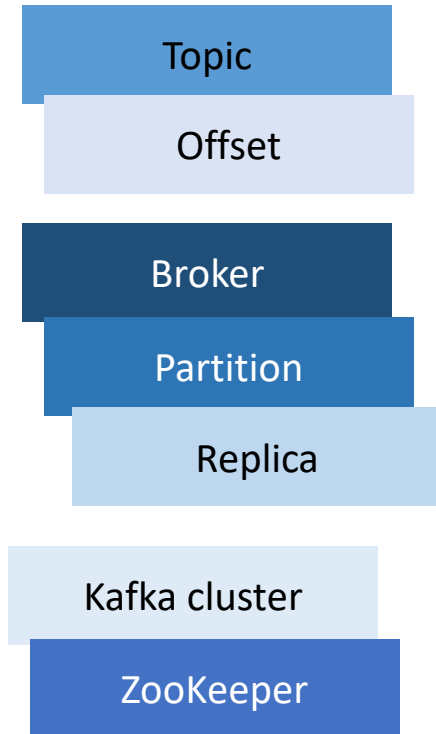 Topic
Offset
Broker
Partition
Replica
Kafka cluster
ZooKeeper